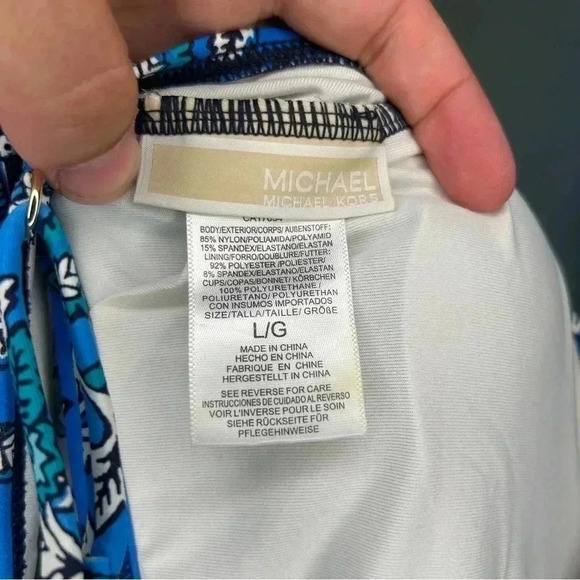 MICHAEL
MICHAEL KORS
BODY/EXTERIOR/CORPS/ AUßENSTOFF:
85% NYLON/POLIAMIDA/POLYAMID
15% SPANDEX/ELASTANO/ELASTAN
LINING/FORRO/DOUBLURE/FUTTER:
92% POLYESTER /POLIESTER/
8% SPANDEX/ELASTANO/ELASTAN
CUPS/COPAS/BONNET/ KÖRBCHEN
100% POLYURETHANE /
POLIURETANO / POLYURETHAN
CON INSUMOS IMPORTADOS
SIZE/TALLA/TAILLE/ GRÖßE
L/G
MADE IN CHINA
HECHO EN CHINA
FABRIQUE EN CHINE
HERGESTELLT IN CHINA
SEE REVERSE FOR CARE
INSTRUCCIONES DE CUIDADO AL REVERSO
VOIR L'INVERSE POUR LE SOIN
SIEHE RÜCKSEITE FÜR
PFLEGEHINWEISE